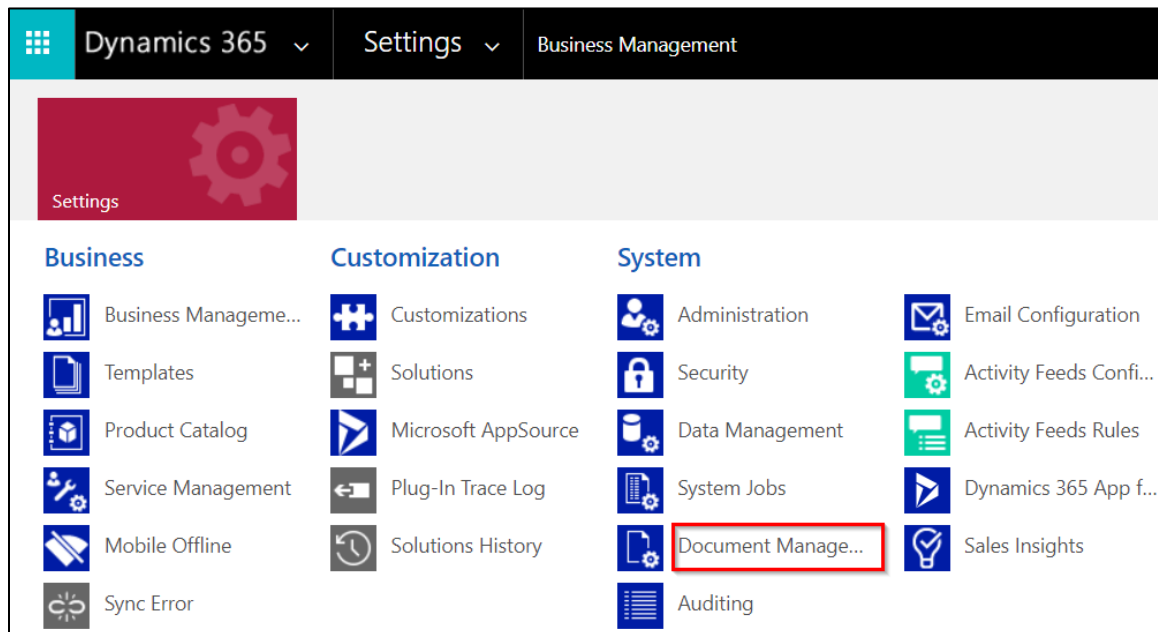 Dynamics 365
Settings
Business Management
Settings
Business
Business Manageme...
Templates
Product Catalog
Service Management
Mobile Offline
Sync Error
Customization
Customizations
Solutions
Microsoft AppSource
Plug-In Trace Log
Solutions History
System
Administration
Security
Data Management
System Jobs
Document Manage...
Auditing
Email Configuration
Activity Feeds Confi...
Activity Feeds Rules
Dynamics 365 App f...
Sales Insights